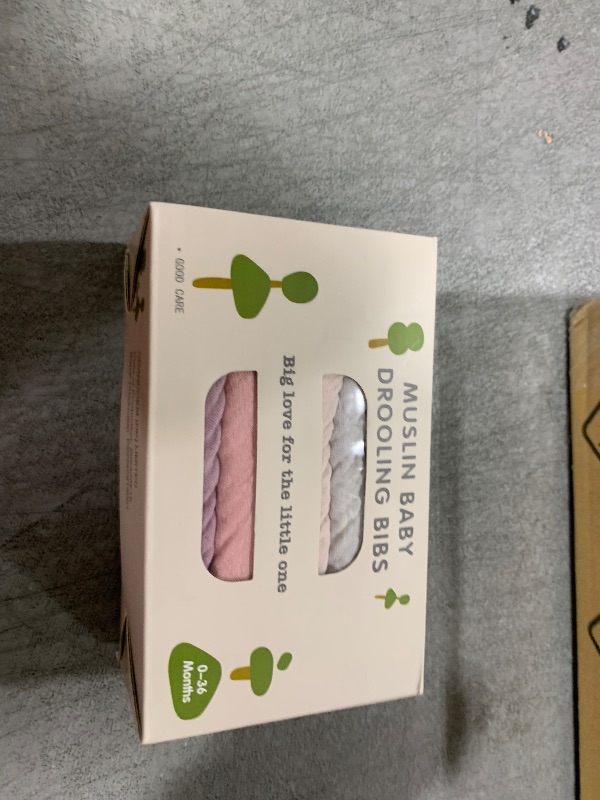 MUSLIN BABY
DROOLING BIBS
Big love for the little one
• GOOD CARE
0-36
Months